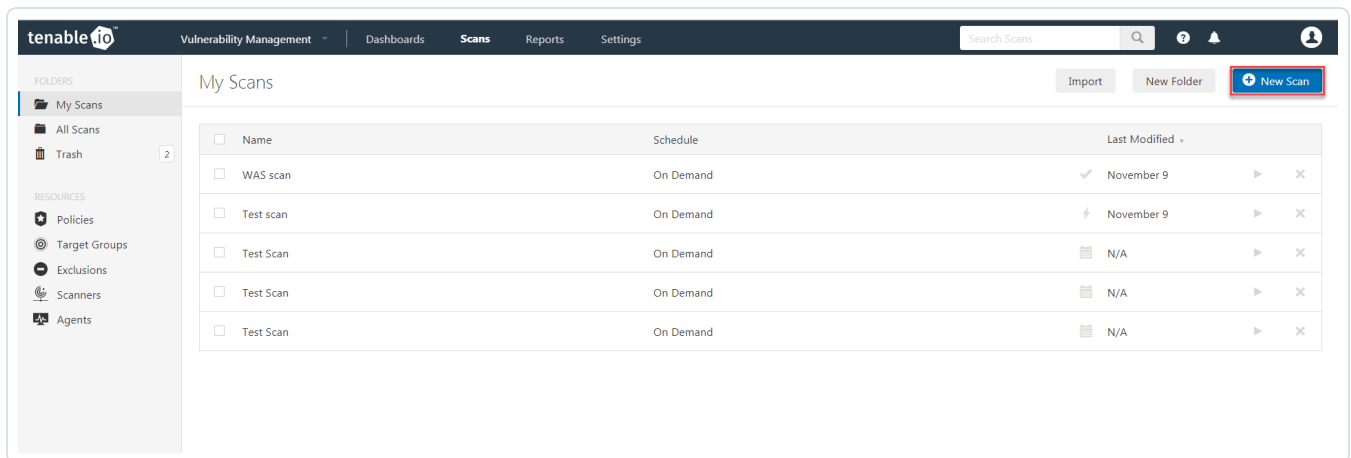 tenable.io™ Vulnerability Management Dashboards Scans Reports Settings Search Scans
FOLDERS
My Scans
All Scans
Trash 2
RESOURCES
Policies
Target Groups
Exclusions
Scanners
Agents
My Scans Import New Folder New Scan
Name Schedule Last Modified
WAS scan On Demand November 9
Test scan On Demand November 9
Test Scan On Demand N/A
Test Scan On Demand N/A
Test Scan On Demand N/A